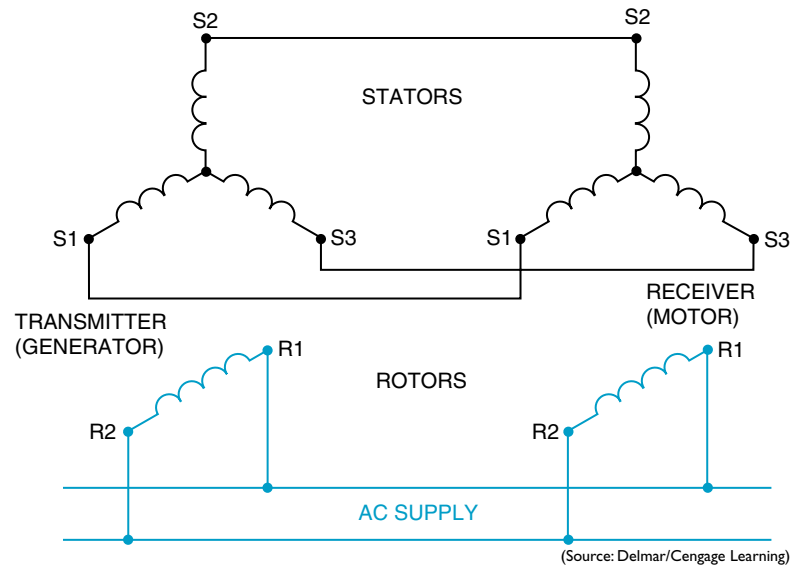 S2
S2
STATORS
S1
S3
S1
S3
TRANSMITTER
(GENERATOR)
RECEIVER
(MOTOR)
R1
ROTORS
R1
R2
R2
AC SUPPLY
(Source: Delmar/Cengage Learning)